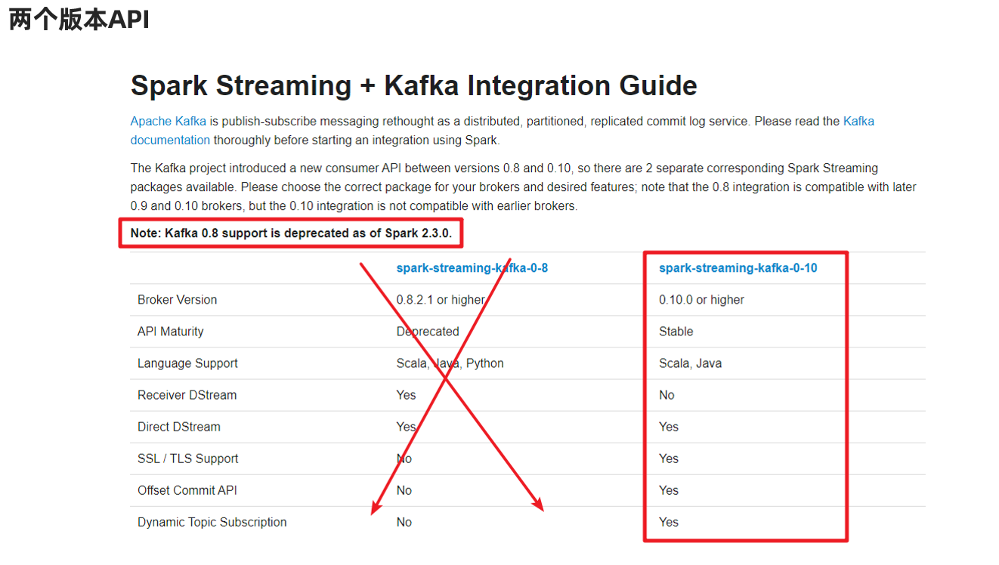 两个版本API
Spark Streaming + Kafka Integration Guide
Apache Kafka is publish-subscribe messaging rethought as a distributed, partitioned, replicated commit log service. Please read the Kafka
documentation thoroughly before starting an integration using Spark.
The Kafka project introduced a new consumer API between versions 0.8 and 0.10, so there are 2 separate corresponding Spark Streaming
packages available. Please choose the correct package for your brokers and desired features; note that the 0.8 integration is compatible with later
0.9 and 0.10 brokers, but the 0.10 integration is not compatible with earlier brokers.
Note: Kafka 0.8 support is deprecated as of Spark 2.3.0.
spark-streaming-kafka-0-8 spark-streaming-kafka-0-10
Broker Version 0.8.2.1 or higher 0.10.0 or higher
API Maturity Deprecated Stable
Language Support Scala, Java, Python Scala, Java
Receiver DStream Yes No
Direct DStream Yes Yes
SSL / TLS Support No Yes
Offset Commit API No Yes
Dynamic Topic Subscription No Yes